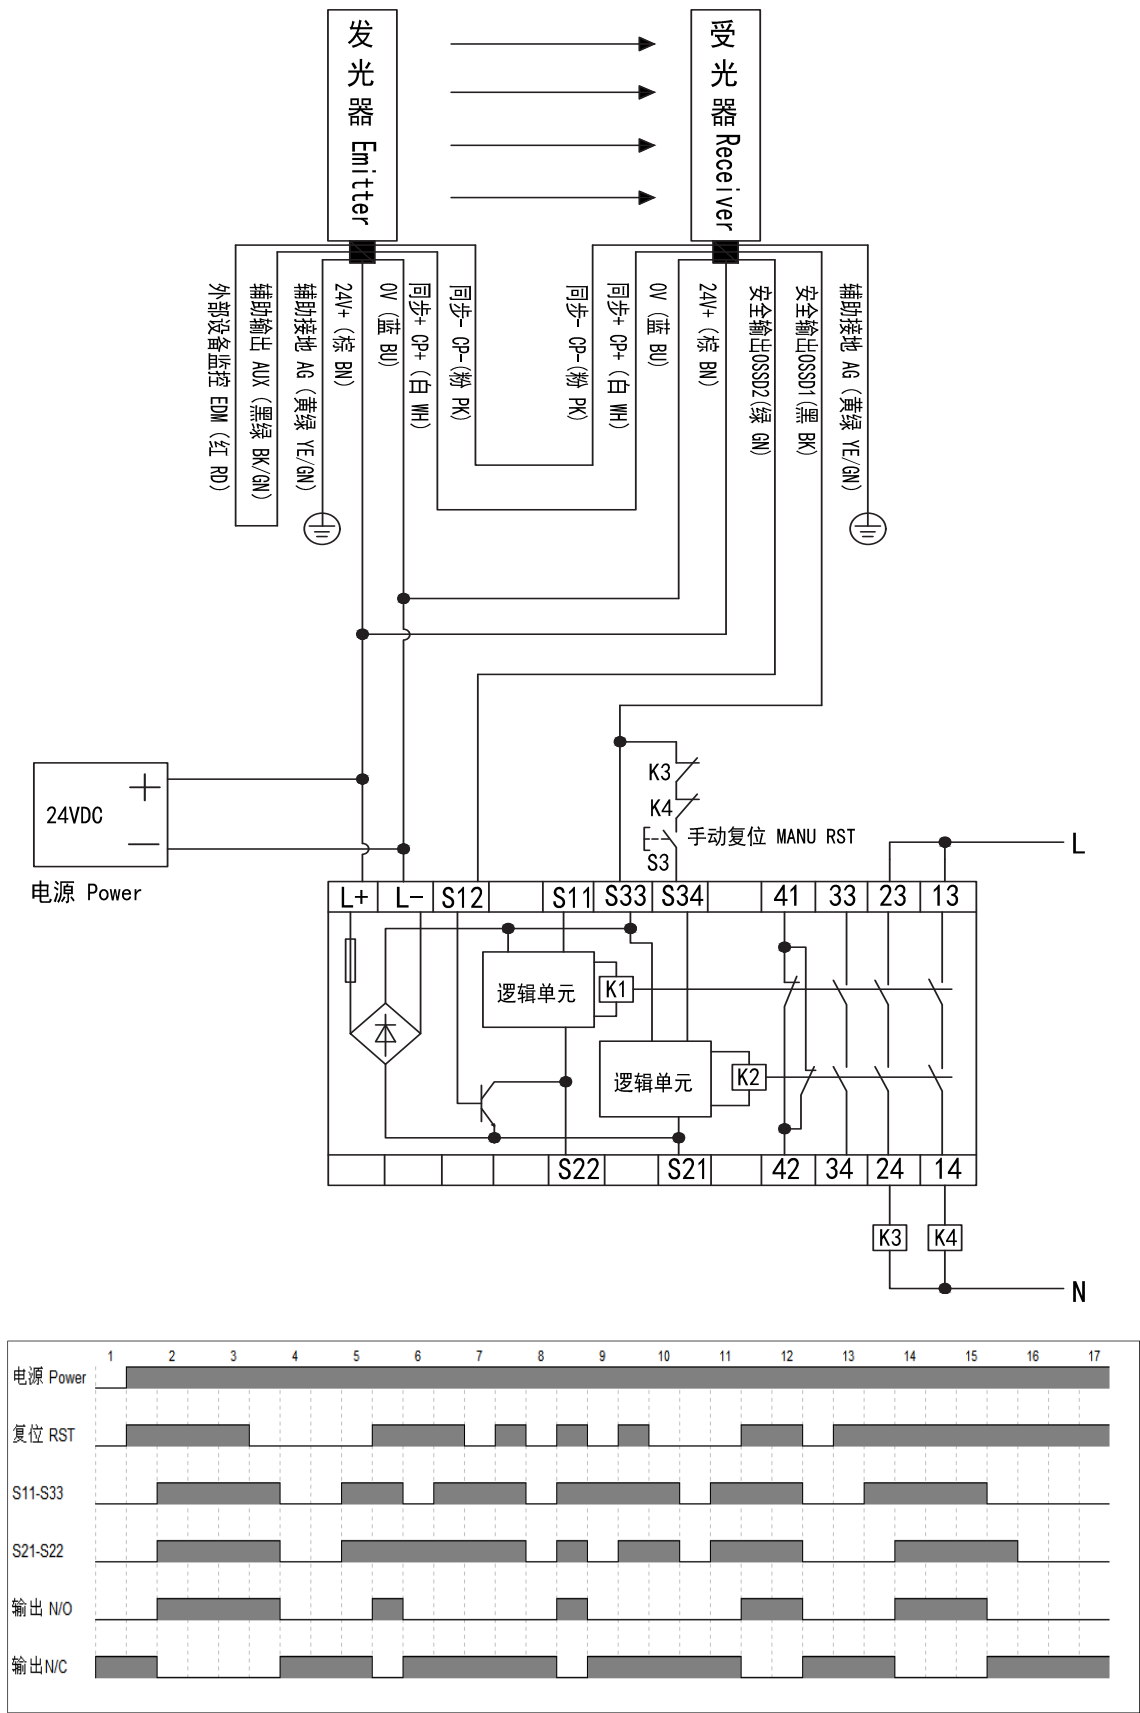 发光器 Emitter
受光器 Receiver
外部设备监控 EDM (红 RD)
辅助输出 AUX (黑绿 BK/GN)
辅助接地 AG (黄绿 YE/GN)
24V+ (棕 BN)
0V (蓝 BU)
同步+ CP+ (白 WH)
同步- CP-(粉 PK)
同步- CP-(粉 PK)
同步+ CP+ (白 WH)
0V (蓝 BU)
24V+ (棕 BN)
安全输出OSSD2(绿 GN)
安全输出OSSD1(黑 BK)
辅助接地 AG (黄绿 YE/GN)
K3
K4
手动复位 MANU RST
S3
24VDC
电源 Power
L
L+ L- S12 S11 S33 S34 41 33 23 13
逻辑单元 K1
逻辑单元 K2
S22 S21 42 34 24 14
K3 K4
N
1 2 3 4 5 6 7 8 9 10 11 12 13 14 15 16 17
电源 Power
复位 RST
S11-S33
S21-S22
输出 N/O
输出N/C